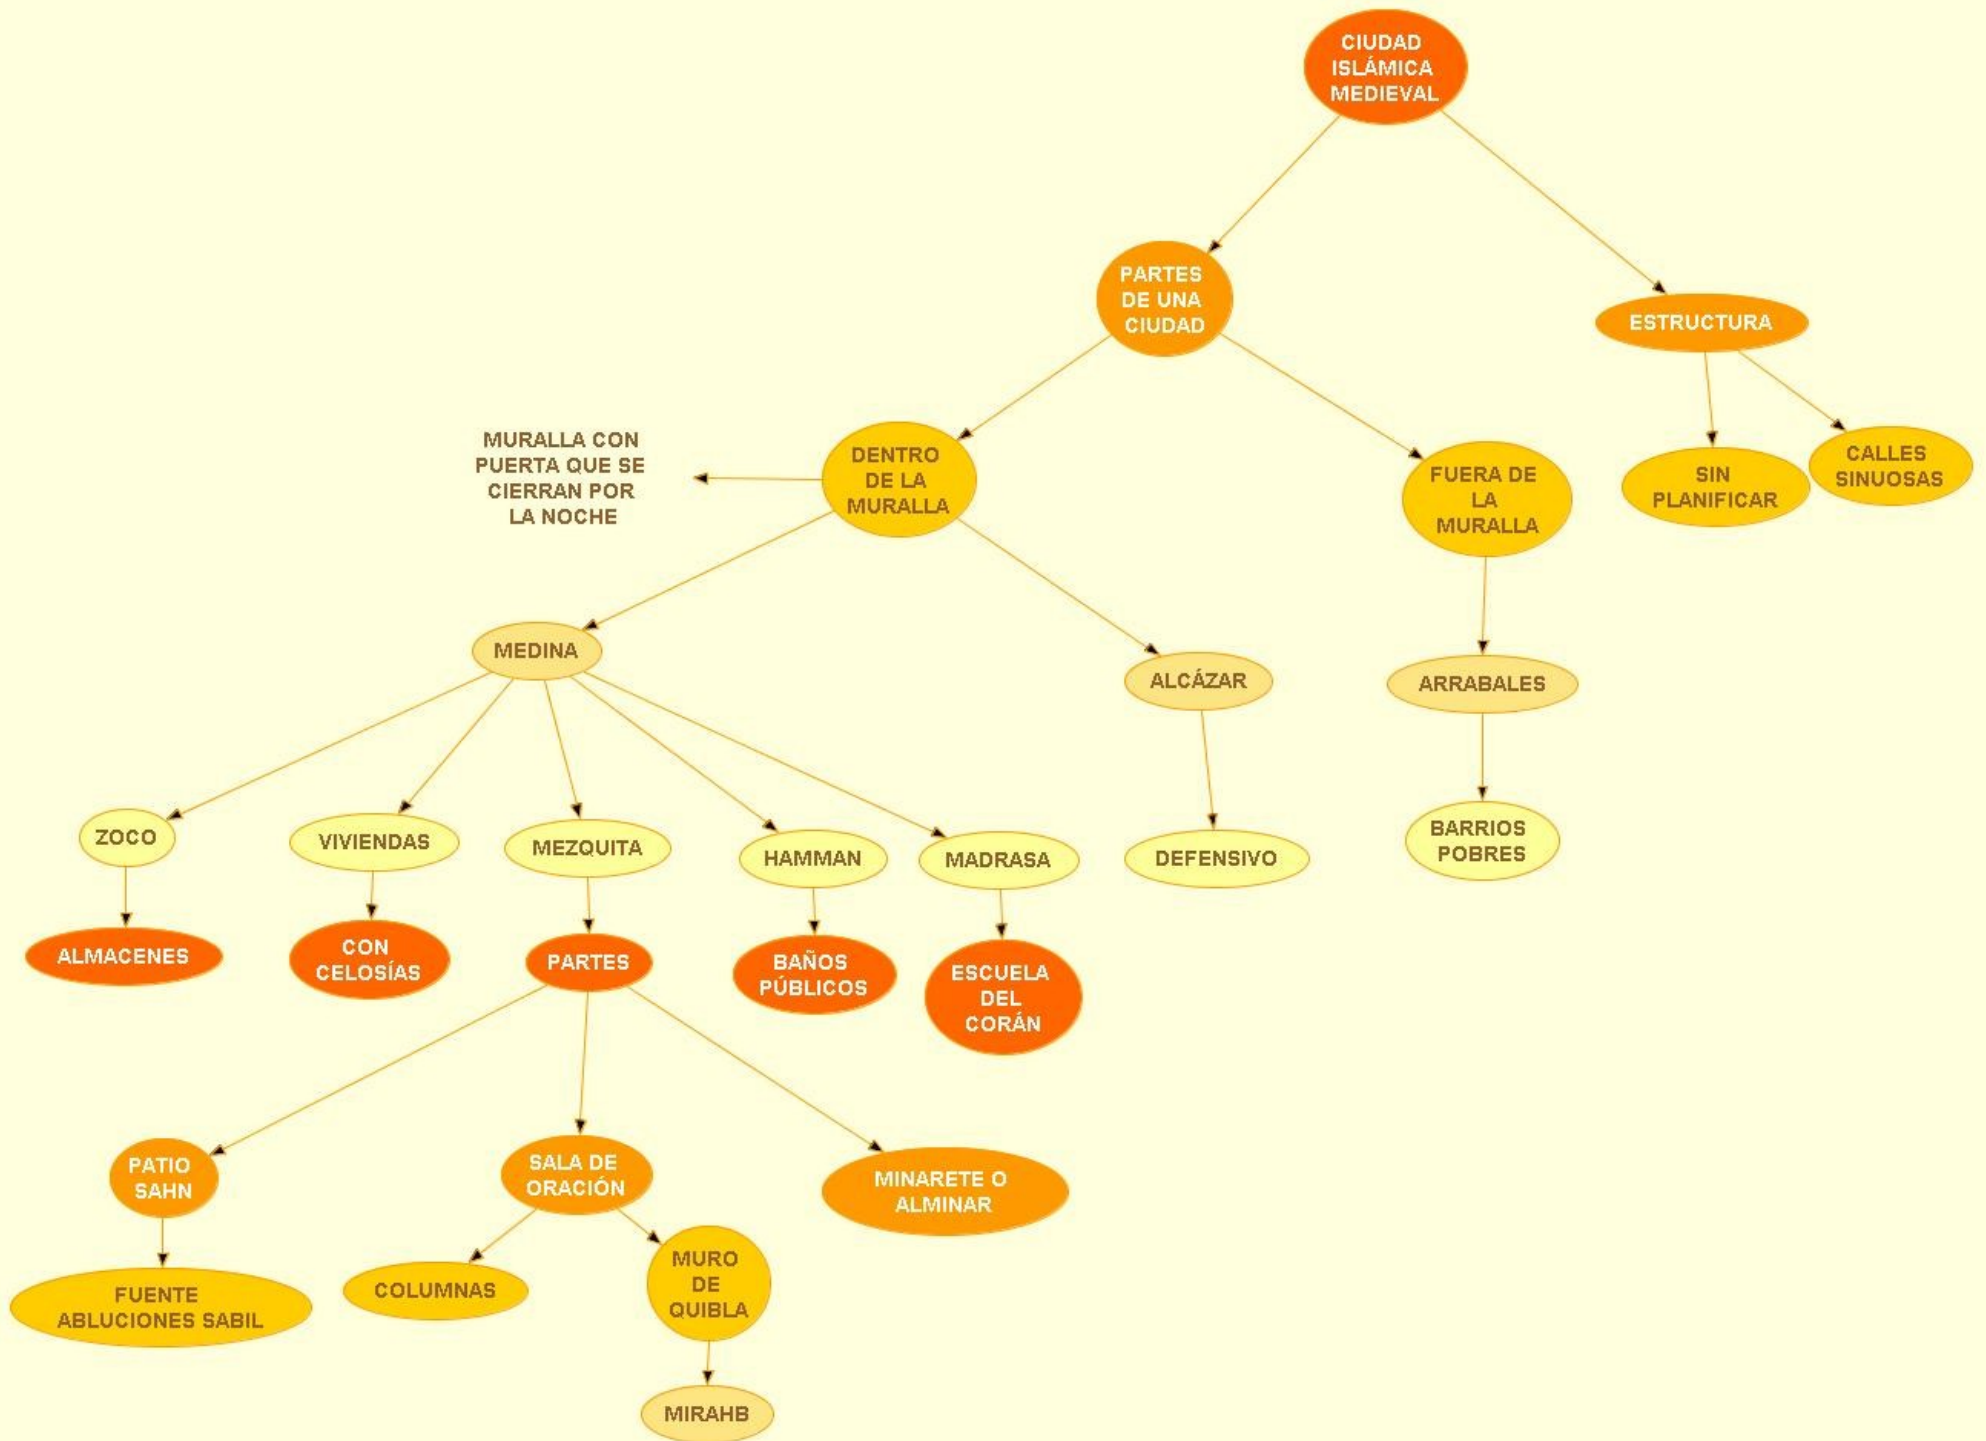 CIUDAD
ISLÁMICA
MEDIEVAL
PARTES
DE UNA
CIUDAD
ESTRUCTURA
MURALLA CON
PUERTA QUE SE
CIERRAN POR
LA NOCHE
DENTRO
DE LA
MURALLA
FUERA DE
LA
MURALLA
SIN
PLANIFICAR
CALLES
SINUOSAS
MEDINA
ALCÁZAR
ARRABALES
ZOCO
VIVIENDAS
MEZQUITA
HAMMAN
MADRASA
DEFENSIVO
BARRIOS
POBRES
ALMACENES
CON
CELOSÍAS
PARTES
BAÑOS
PÚBLICOS
ESCUELA
DEL
CORÁN
PATIO
SAHN
SALA DE
ORACIÓN
MINARETE O
ALMINAR
FUENTE
ABLUCIONES SABIL
COLUMNAS
MURO
DE
QUIBLA
MIRAHB